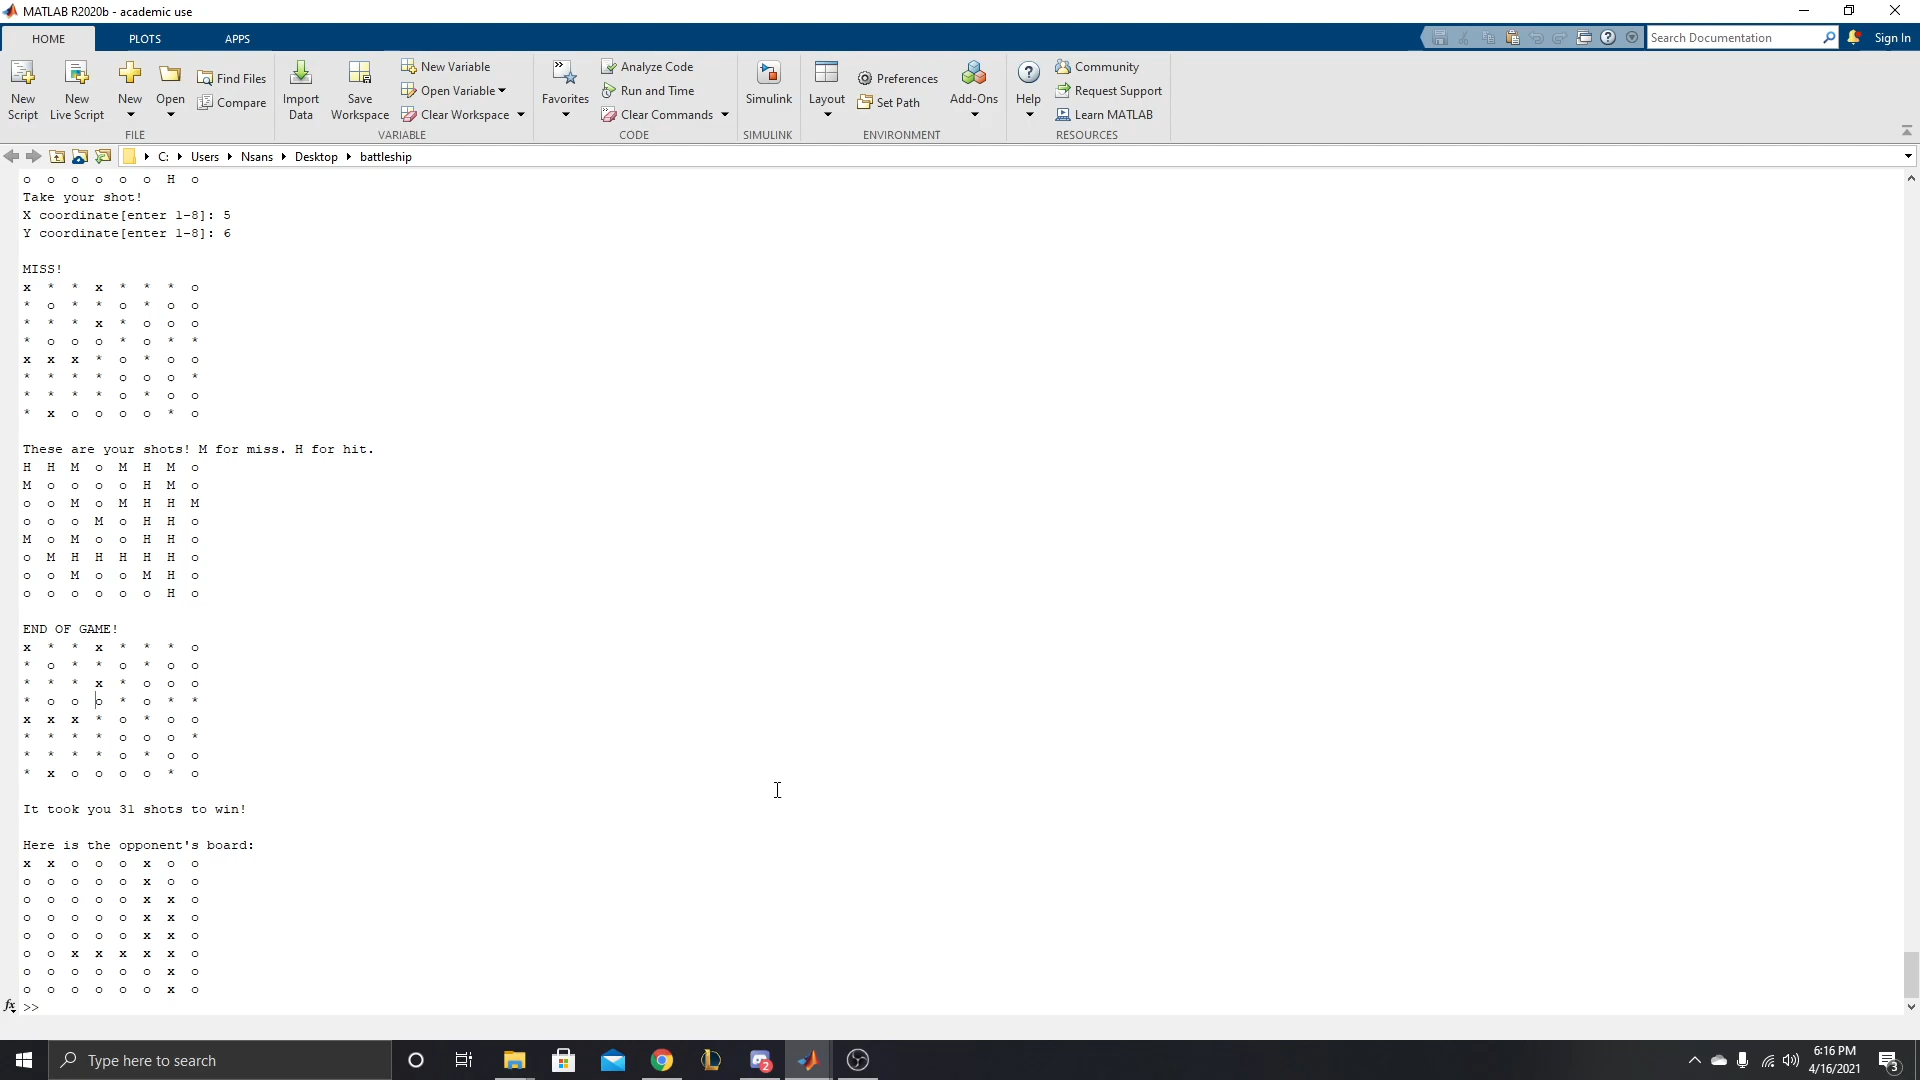 MATLAB R2020b - academic use
HOME PLOTS APPS
Search Documentation
Sign In
New Script
New Live Script
New
Open
Find Files
Compare
FILE
Import Data
Save Workspace
New Variable
Open Variable
Clear Workspace
VARIABLE
Favorites
Analyze Code
Run and Time
Clear Commands
CODE
Simulink
SIMULINK
Layout
Preferences
Set Path
Add-Ons
ENVIRONMENT
Help
Community
Request Support
Learn MATLAB
RESOURCES
C: Users Nsans Desktop battleship
o o o o o o H o
Take your shot!
X coordinate[enter 1-8]: 5
Y coordinate[enter 1-8]: 6
MISS!
x * * x * * * o
* o * * o * o o
* * * x * o o o
* o o o * o * *
x x x * o * o o
* * * * o o o *
* * * * o * o o
* x o o o o * o
These are your shots! M for miss. H for hit.
H H M o M H M o
M o o o o H M o
o o M o M H H M
o o o M o H H o
M o M o o H H o
o M H H H H H o
o o M o o M H o
o o o o o o H o
END OF GAME!
x * * x * * * o
* o * * o * o o
* * * x * o o o
* o o o * o * *
x x x * o * o o
* * * * o o o *
* * * * o * o o
* x o o o o * o
It took you 31 shots to win!
Here is the opponent's board:
x x o o o x o o
o o o o o x o o
o o o o o x x o
o o o o o x x o
o o o o o x x o
o o x x x x x o
o o o o o o x o
o o o o o o x o
fx >>
Type here to search
2
6:16 PM
4/16/2021
3